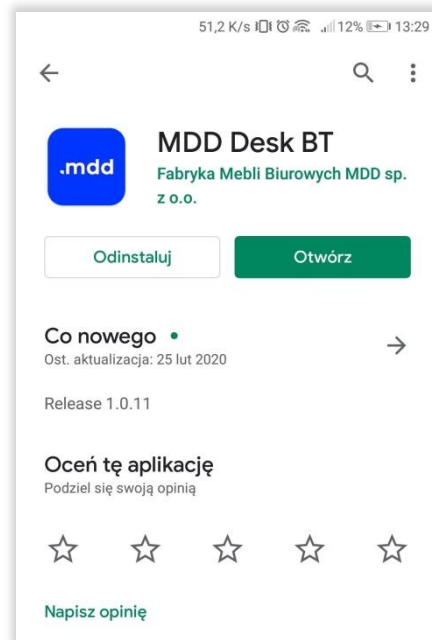 51,2 K/s 12% 13:29
MDD Desk BT
.mdd
Fabryka Mebli Biurowych MDD sp.
z o.o.
Odinstaluj Otwórz
Co nowego
Ost. aktualizacja: 25 lut 2020
Release 1.0.11
Oceń tę aplikację
Podziel się swoją opinią
Napisz opinię